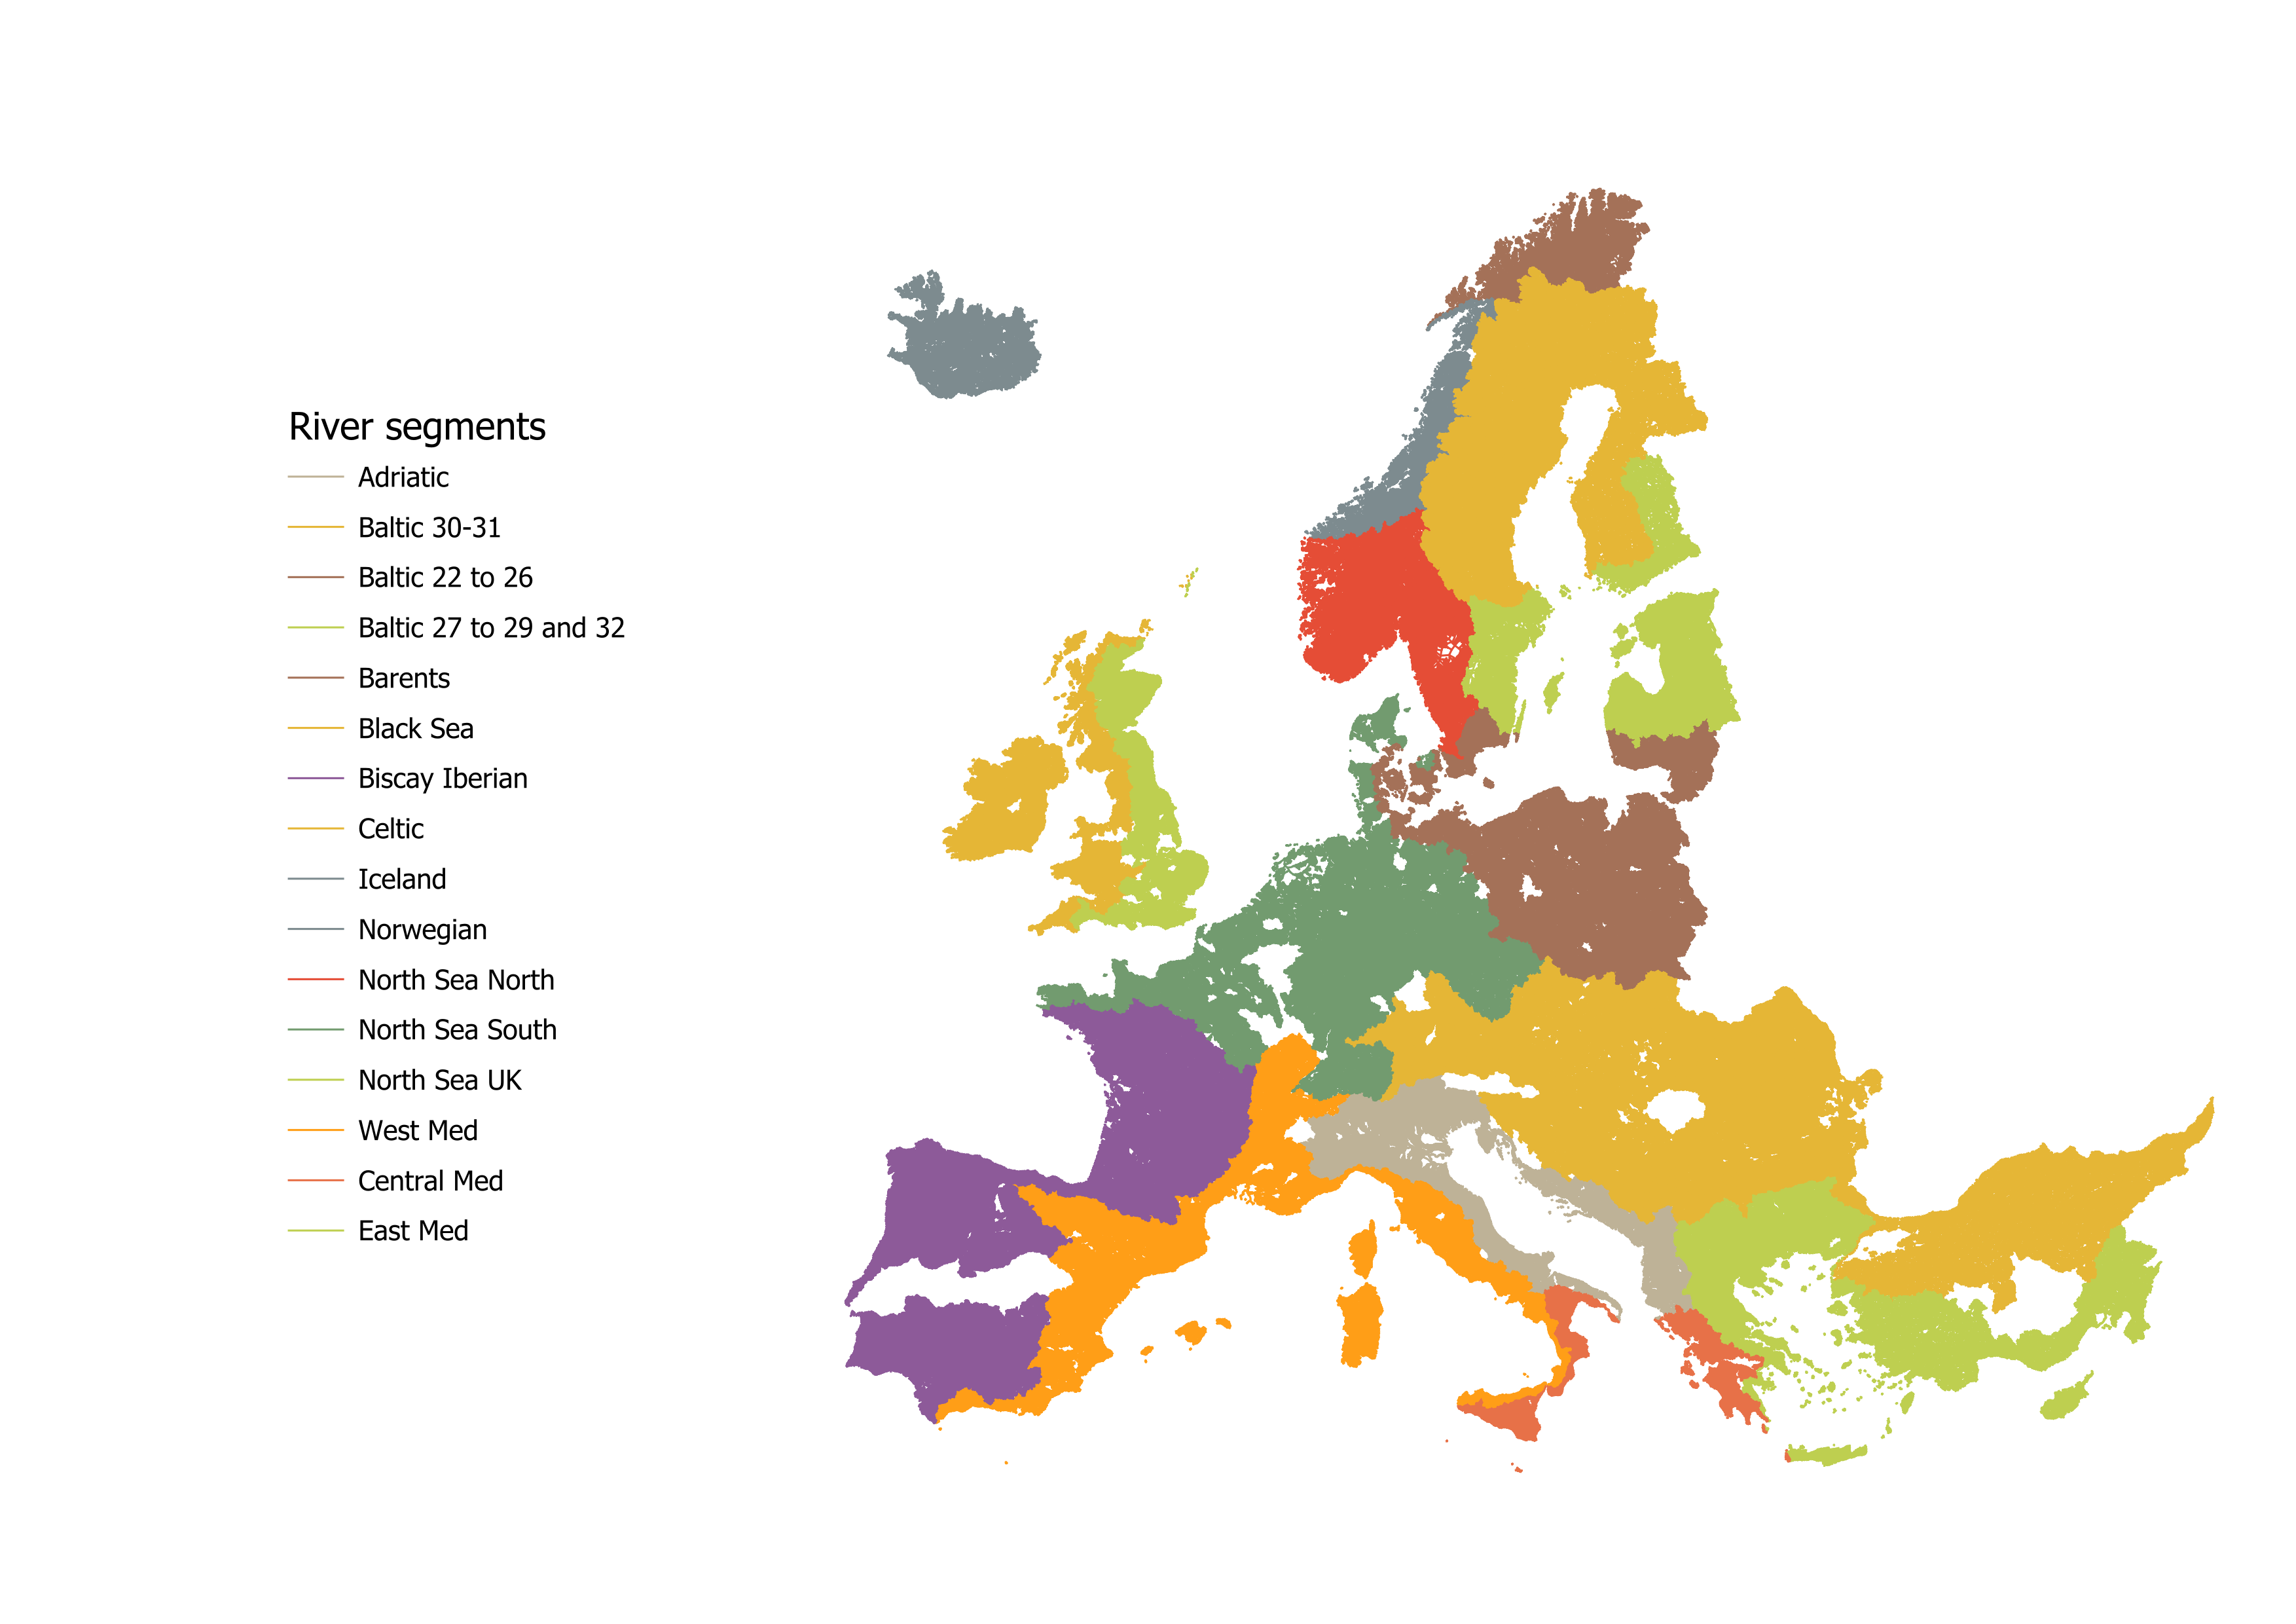 River segments
Adriatic
Baltic 30-31
Baltic 22 to 26
Baltic 27 to 29 and 32
Barents
Black Sea
Biscay Iberian
Celtic
Iceland
Norwegian
North Sea North
North Sea South
North Sea UK
West Med
Central Med
East Med